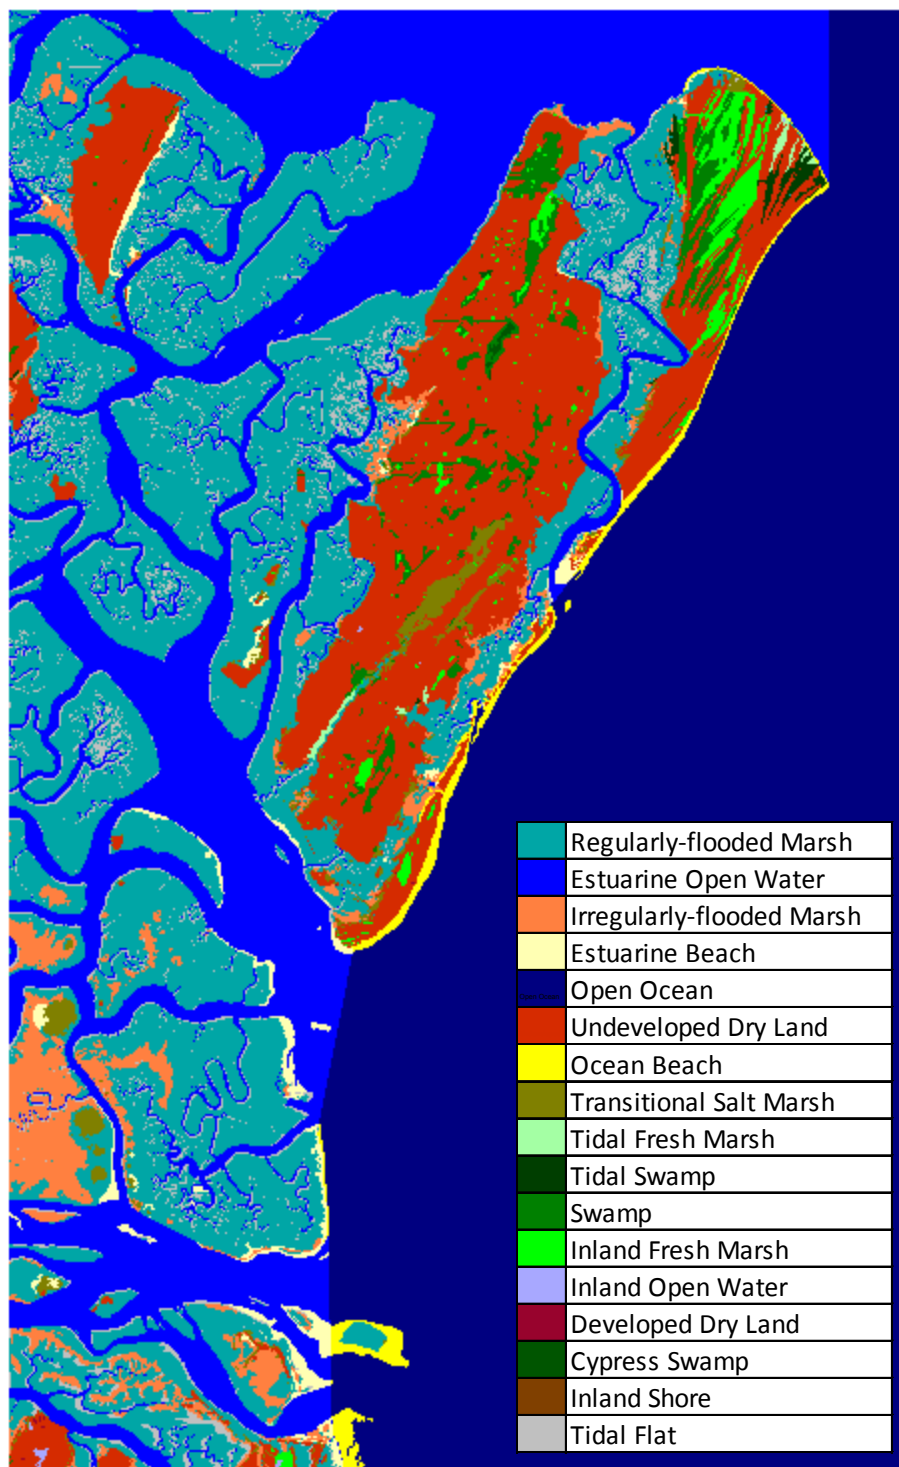 Regularly-flooded Marsh
Estuarine Open Water
Irregularly-flooded Marsh
Estuarine Beach
Open Ocean
Undeveloped Dry Land
Ocean Beach
Transitional Salt Marsh
Tidal Fresh Marsh
Tidal Swamp
Swamp
Inland Fresh Marsh
Inland Open Water
Developed Dry Land
Cypress Swamp
Inland Shore
Tidal Flat